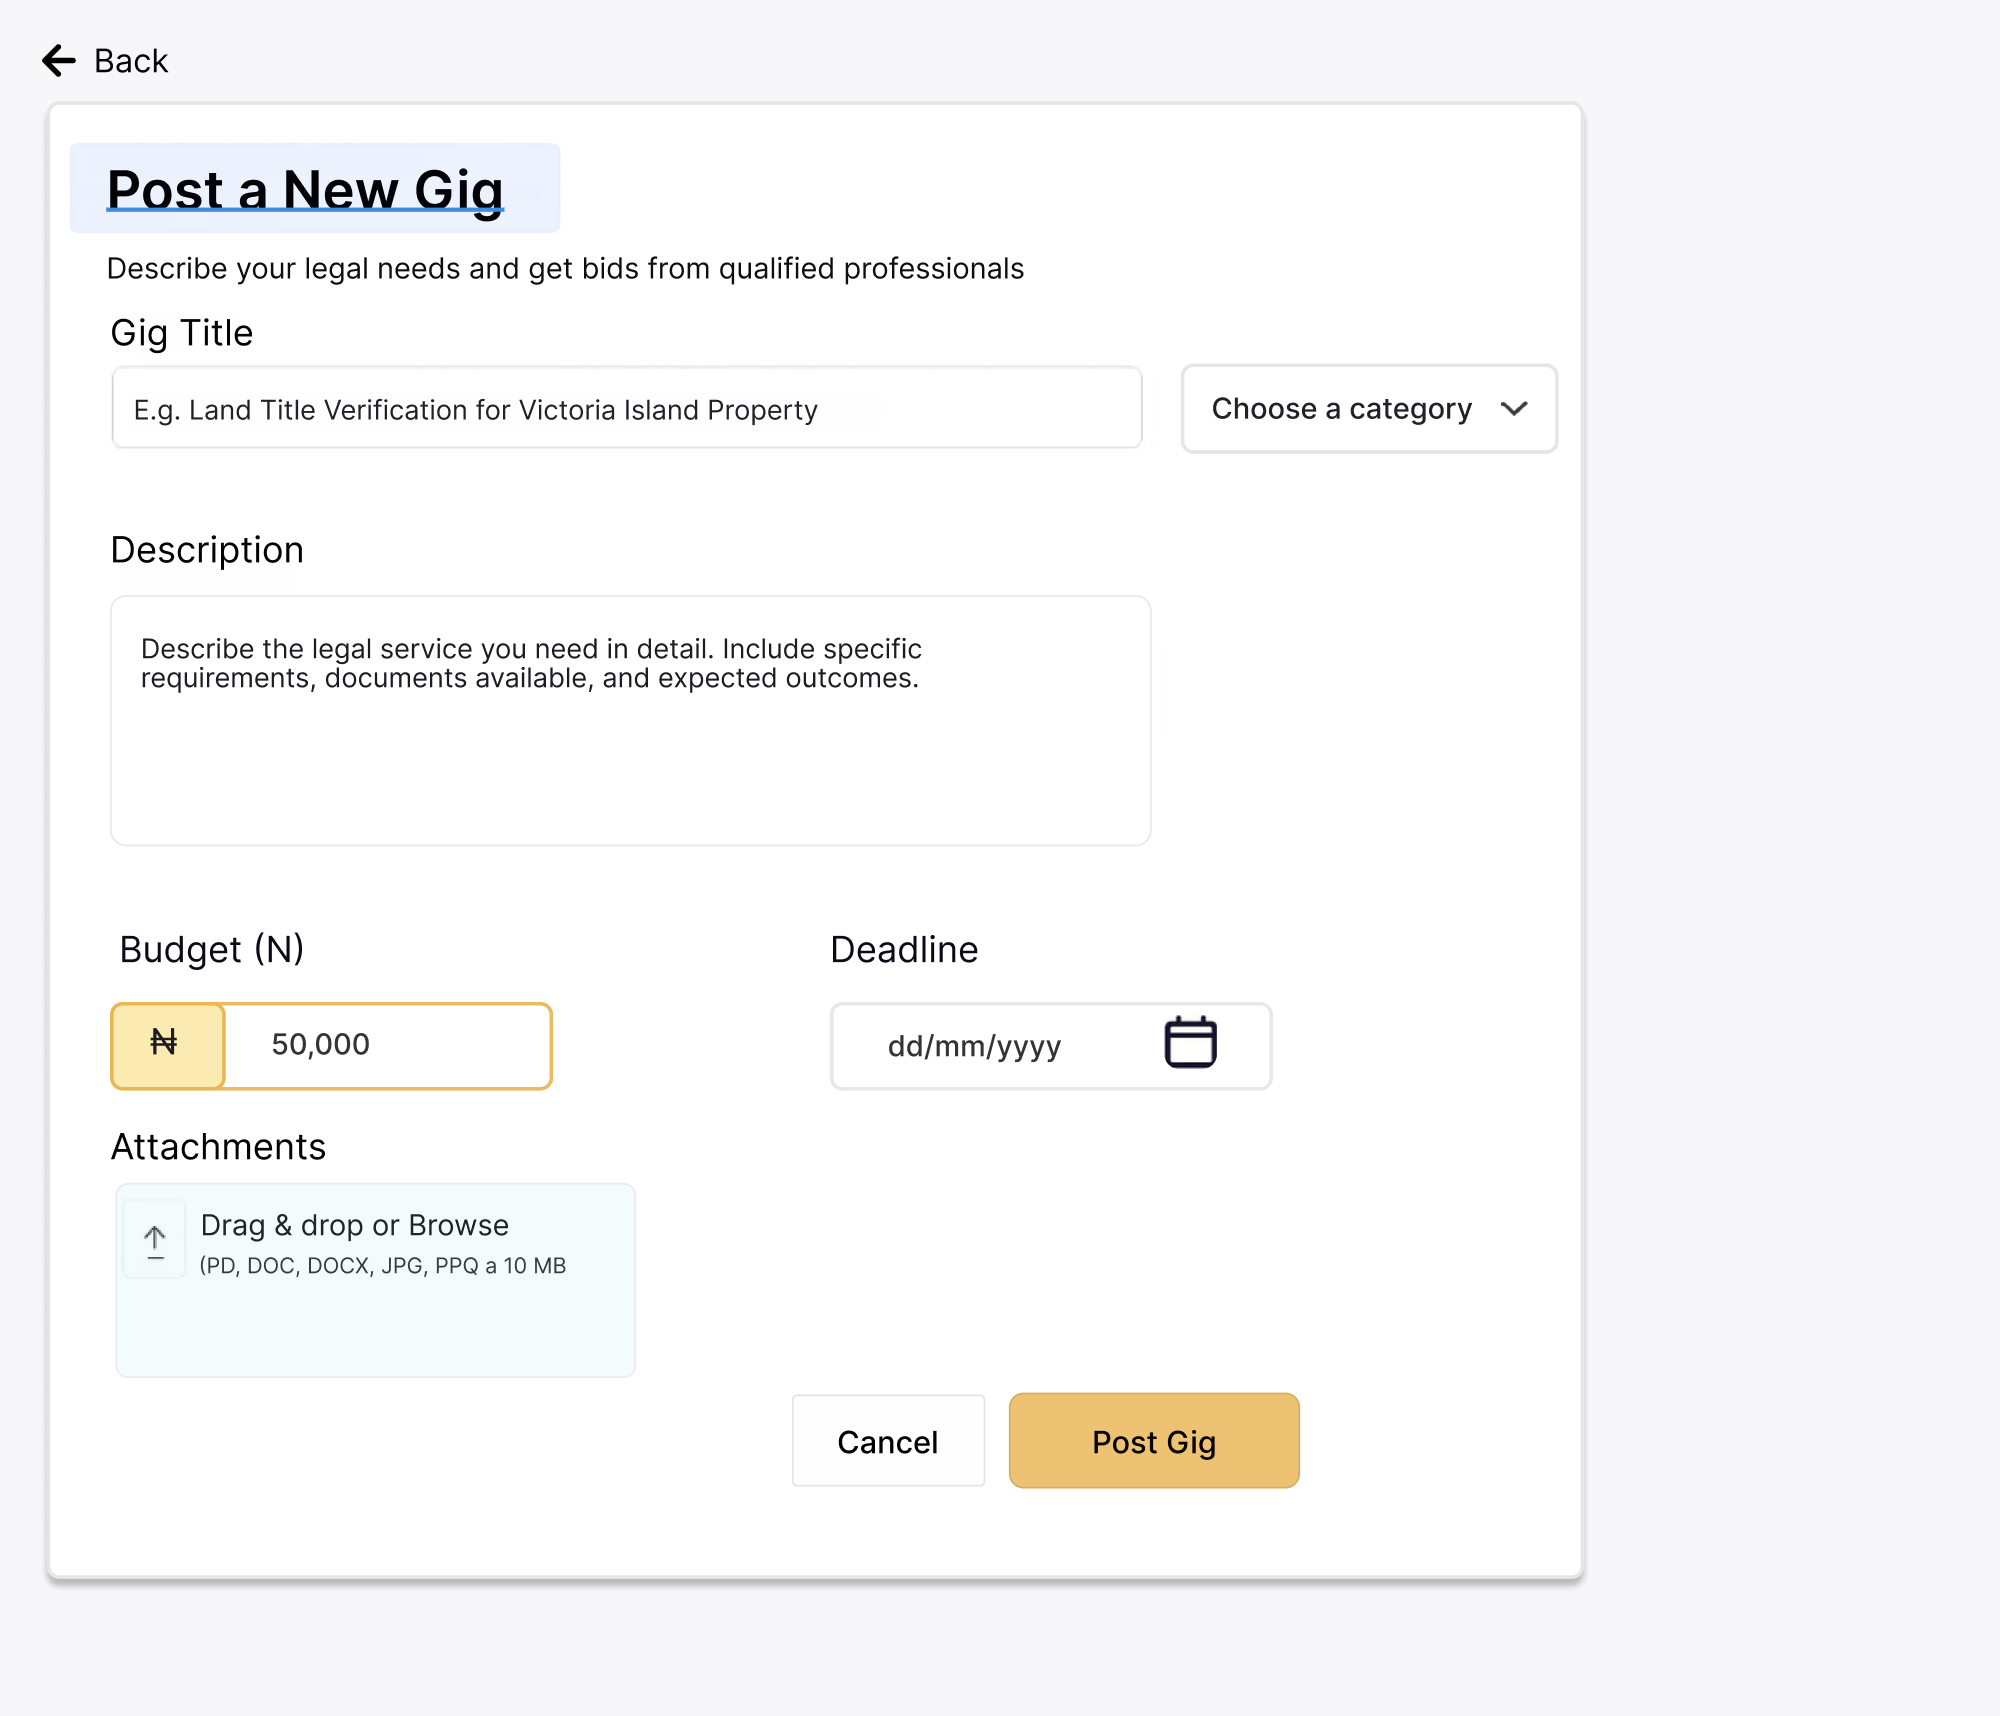 Back
Post a New Gig
Describe your legal needs and get bids from qualified professionals
Gig Title
E.g. Land Title Verification for Victoria Island Property
Choose a category
Description
Describe the legal service you need in detail. Include specific
requirements, documents available, and expected outcomes.
Budget (N)
Deadline
₦ 50,000
dd/mm/yyyy
Attachments
Drag & drop or Browse
(PD, DOC, DOCX, JPG, PPQ a 10 MB
Cancel
Post Gig